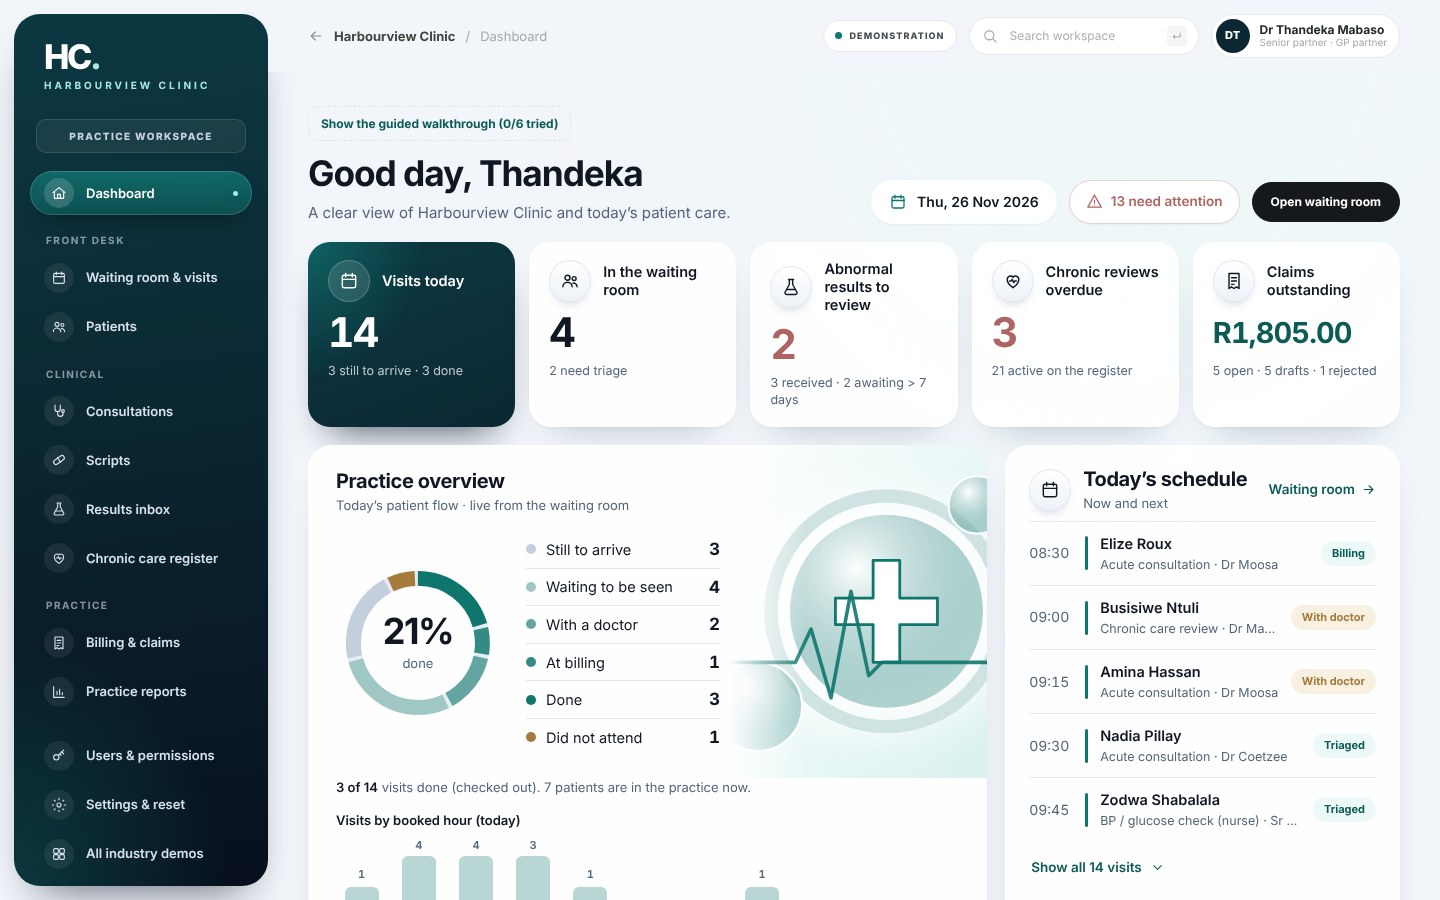 HC.
HARBOURVIEW CLINIC
PRACTICE WORKSPACE
Dashboard
FRONT DESK
Waiting room & visits
Patients
CLINICAL
Consultations
Scripts
Results inbox
Chronic care register
PRACTICE
Billing & claims
Practice reports
Users & permissions
Settings & reset
All industry demos
Harbourview Clinic / Dashboard
DEMONSTRATION
Search workspace
DT
Dr Thandeka Mabaso
Senior partner · GP partner
Show the guided walkthrough (0/6 tried)
Good day, Thandeka
A clear view of Harbourview Clinic and today’s patient care.
Thu, 26 Nov 2026
13 need attention
Open waiting room
Visits today
14
3 still to arrive · 3 done
In the waiting
room
4
2 need triage
Abnormal
results to
review
2
3 received · 2 awaiting > 7
days
Chronic reviews
overdue
3
21 active on the register
Claims
outstanding
R1,805.00
5 open · 5 drafts · 1 rejected
Practice overview
Today’s patient flow · live from the waiting room
21%
done
Still to arrive 3
Waiting to be seen 4
With a doctor 2
At billing 1
Done 3
Did not attend 1
3 of 14 visits done (checked out). 7 patients are in the practice now.
Visits by booked hour (today)
1 4 4 3 1 1
Today’s schedule
Now and next
Waiting room →
08:30 Elize Roux Billing
Acute consultation · Dr Moosa
09:00 Busisiwe Ntuli With doctor
Chronic care review · Dr Ma...
09:15 Amina Hassan With doctor
Acute consultation · Dr Moosa
09:30 Nadia Pillay Triaged
Acute consultation · Dr Coetzee
09:45 Zodwa Shabalala Triaged
BP / glucose check (nurse) · Sr ...
Show all 14 visits